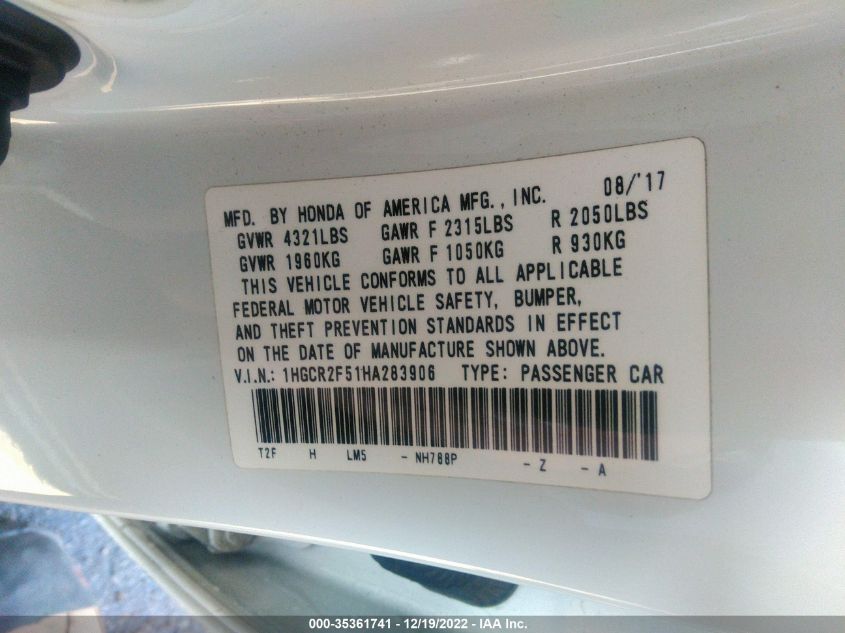 MFD. BY HONDA OF AMERICA MFG., INC. 08/'17
GVWR 4321LBS GAWR F 2315LBS R 2050LBS
GVWR 1960KG GAWR F 1050KG R 930KG
THIS VEHICLE CONFORMS TO ALL APPLICABLE
FEDERAL MOTOR VEHICLE SAFETY, BUMPER,
AND THEFT PREVENTION STANDARDS IN EFFECT
ON THE DATE OF MANUFACTURE SHOWN ABOVE.
V.I.N.: 1HGCR2F51HA283906 TYPE: PASSENGER CAR
T2F H LM5 - NH788P - Z - A
000-35361741 - 12/19/2022 - IAA Inc.